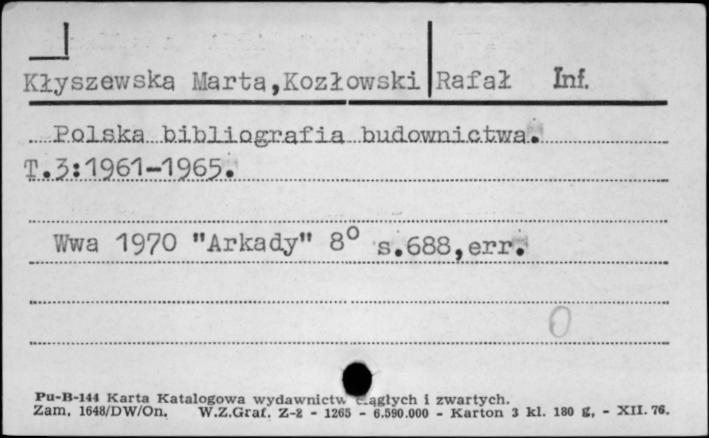 Kłyszewska Marta,Kozłowski Rafał Inf.
Polska bibliografia budownictwa.
T.3:1961-1965.
Wwa 1970 "Arkady" 8° s.688,err.
0
Pu-B-144 Karta Katalogowa wydawnictw ciągłych i zwartych.
Zam. 1648/DW/On. W.Z.Graf. Z-2 - 1265 - 6.590.000 - Karton 3 kl. 180 g. - XII. 76.